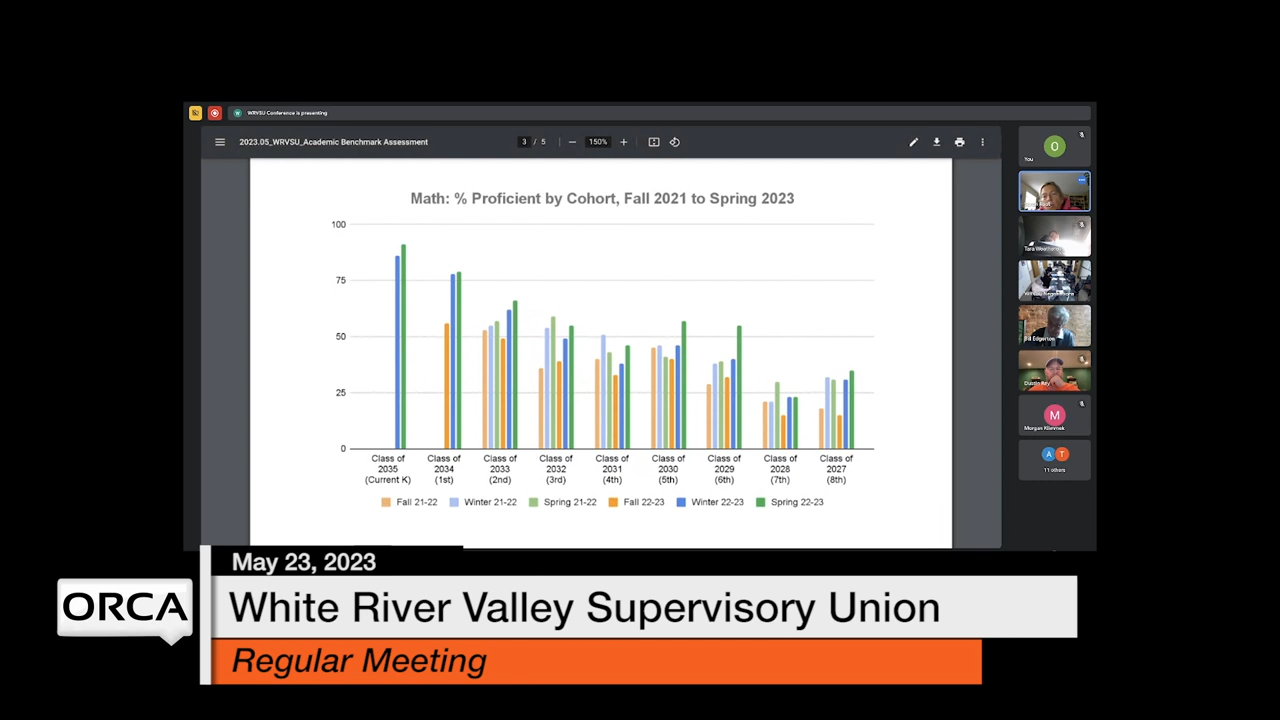 WRVSU Conference is presenting
2023.05_WRVSU_Academic Benchmark Assessment
3 / 5
150%
Math: % Proficient by Cohort, Fall 2021 to Spring 2023
100
75
50
25
0
Class of 2035 (Current K)
Class of 2034 (1st)
Class of 2033 (2nd)
Class of 2032 (3rd)
Class of 2031 (4th)
Class of 2030 (5th)
Class of 2029 (6th)
Class of 2028 (7th)
Class of 2027 (8th)
Fall 21-22 Winter 21-22 Spring 21-22 Fall 22-23 Winter 22-23 Spring 22-23
O
You
Tara
Bill Edgerton
Dustin Ray
M
Morgan
A T
11 others
May 23, 2023
ORCA
White River Valley Supervisory Union
Regular Meeting